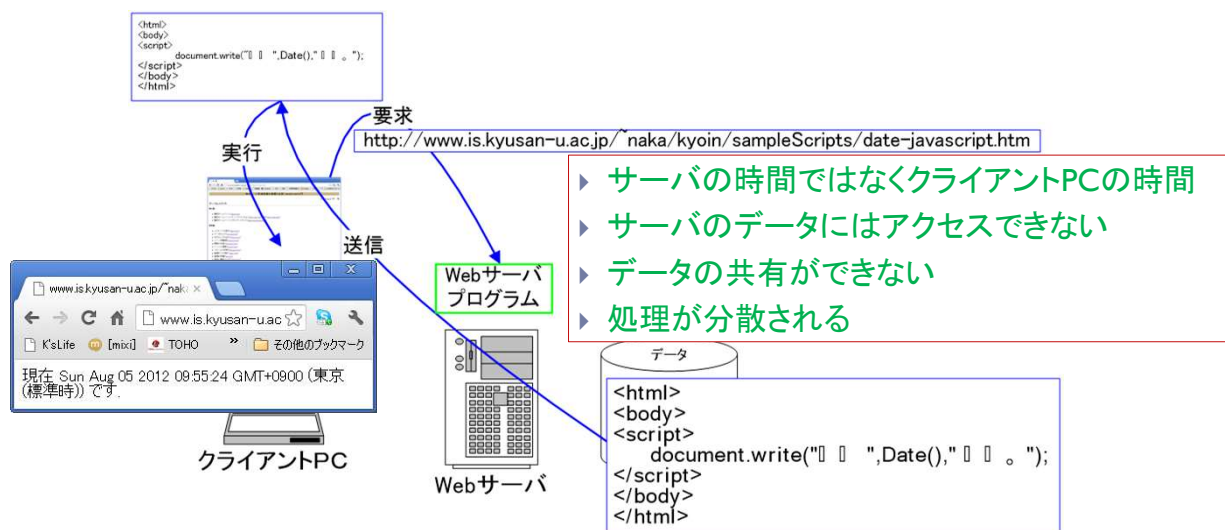 <html>
<body>
<script>
document.write("▯ ▯ ",Date()," ▯ ▯ 。");
</script>
</body>
</html>
要求
http://www.is.kyusan-u.ac.jp/~naka/kyoin/sampleScripts/date-javascript.htm
実行
サーバの時間ではなくクライアントPCの時間
サーバのデータにはアクセスできない
データの共有ができない
処理が分散される
送信
Webサーバ
プログラム
www.is.kyusan-u.ac.jp/~nak
www.is.kyusan-u.ac
K'sLife
[mixi]
TOHO
»
その他のブックマーク
現在 Sun Aug 05 2012 09:55:24 GMT+0900 (東京
(標準時)) です.
クライアントPC
Webサーバ
データ
<html>
<body>
<script>
document.write("▯ ▯ ",Date()," ▯ ▯ 。");
</script>
</body>
</html>